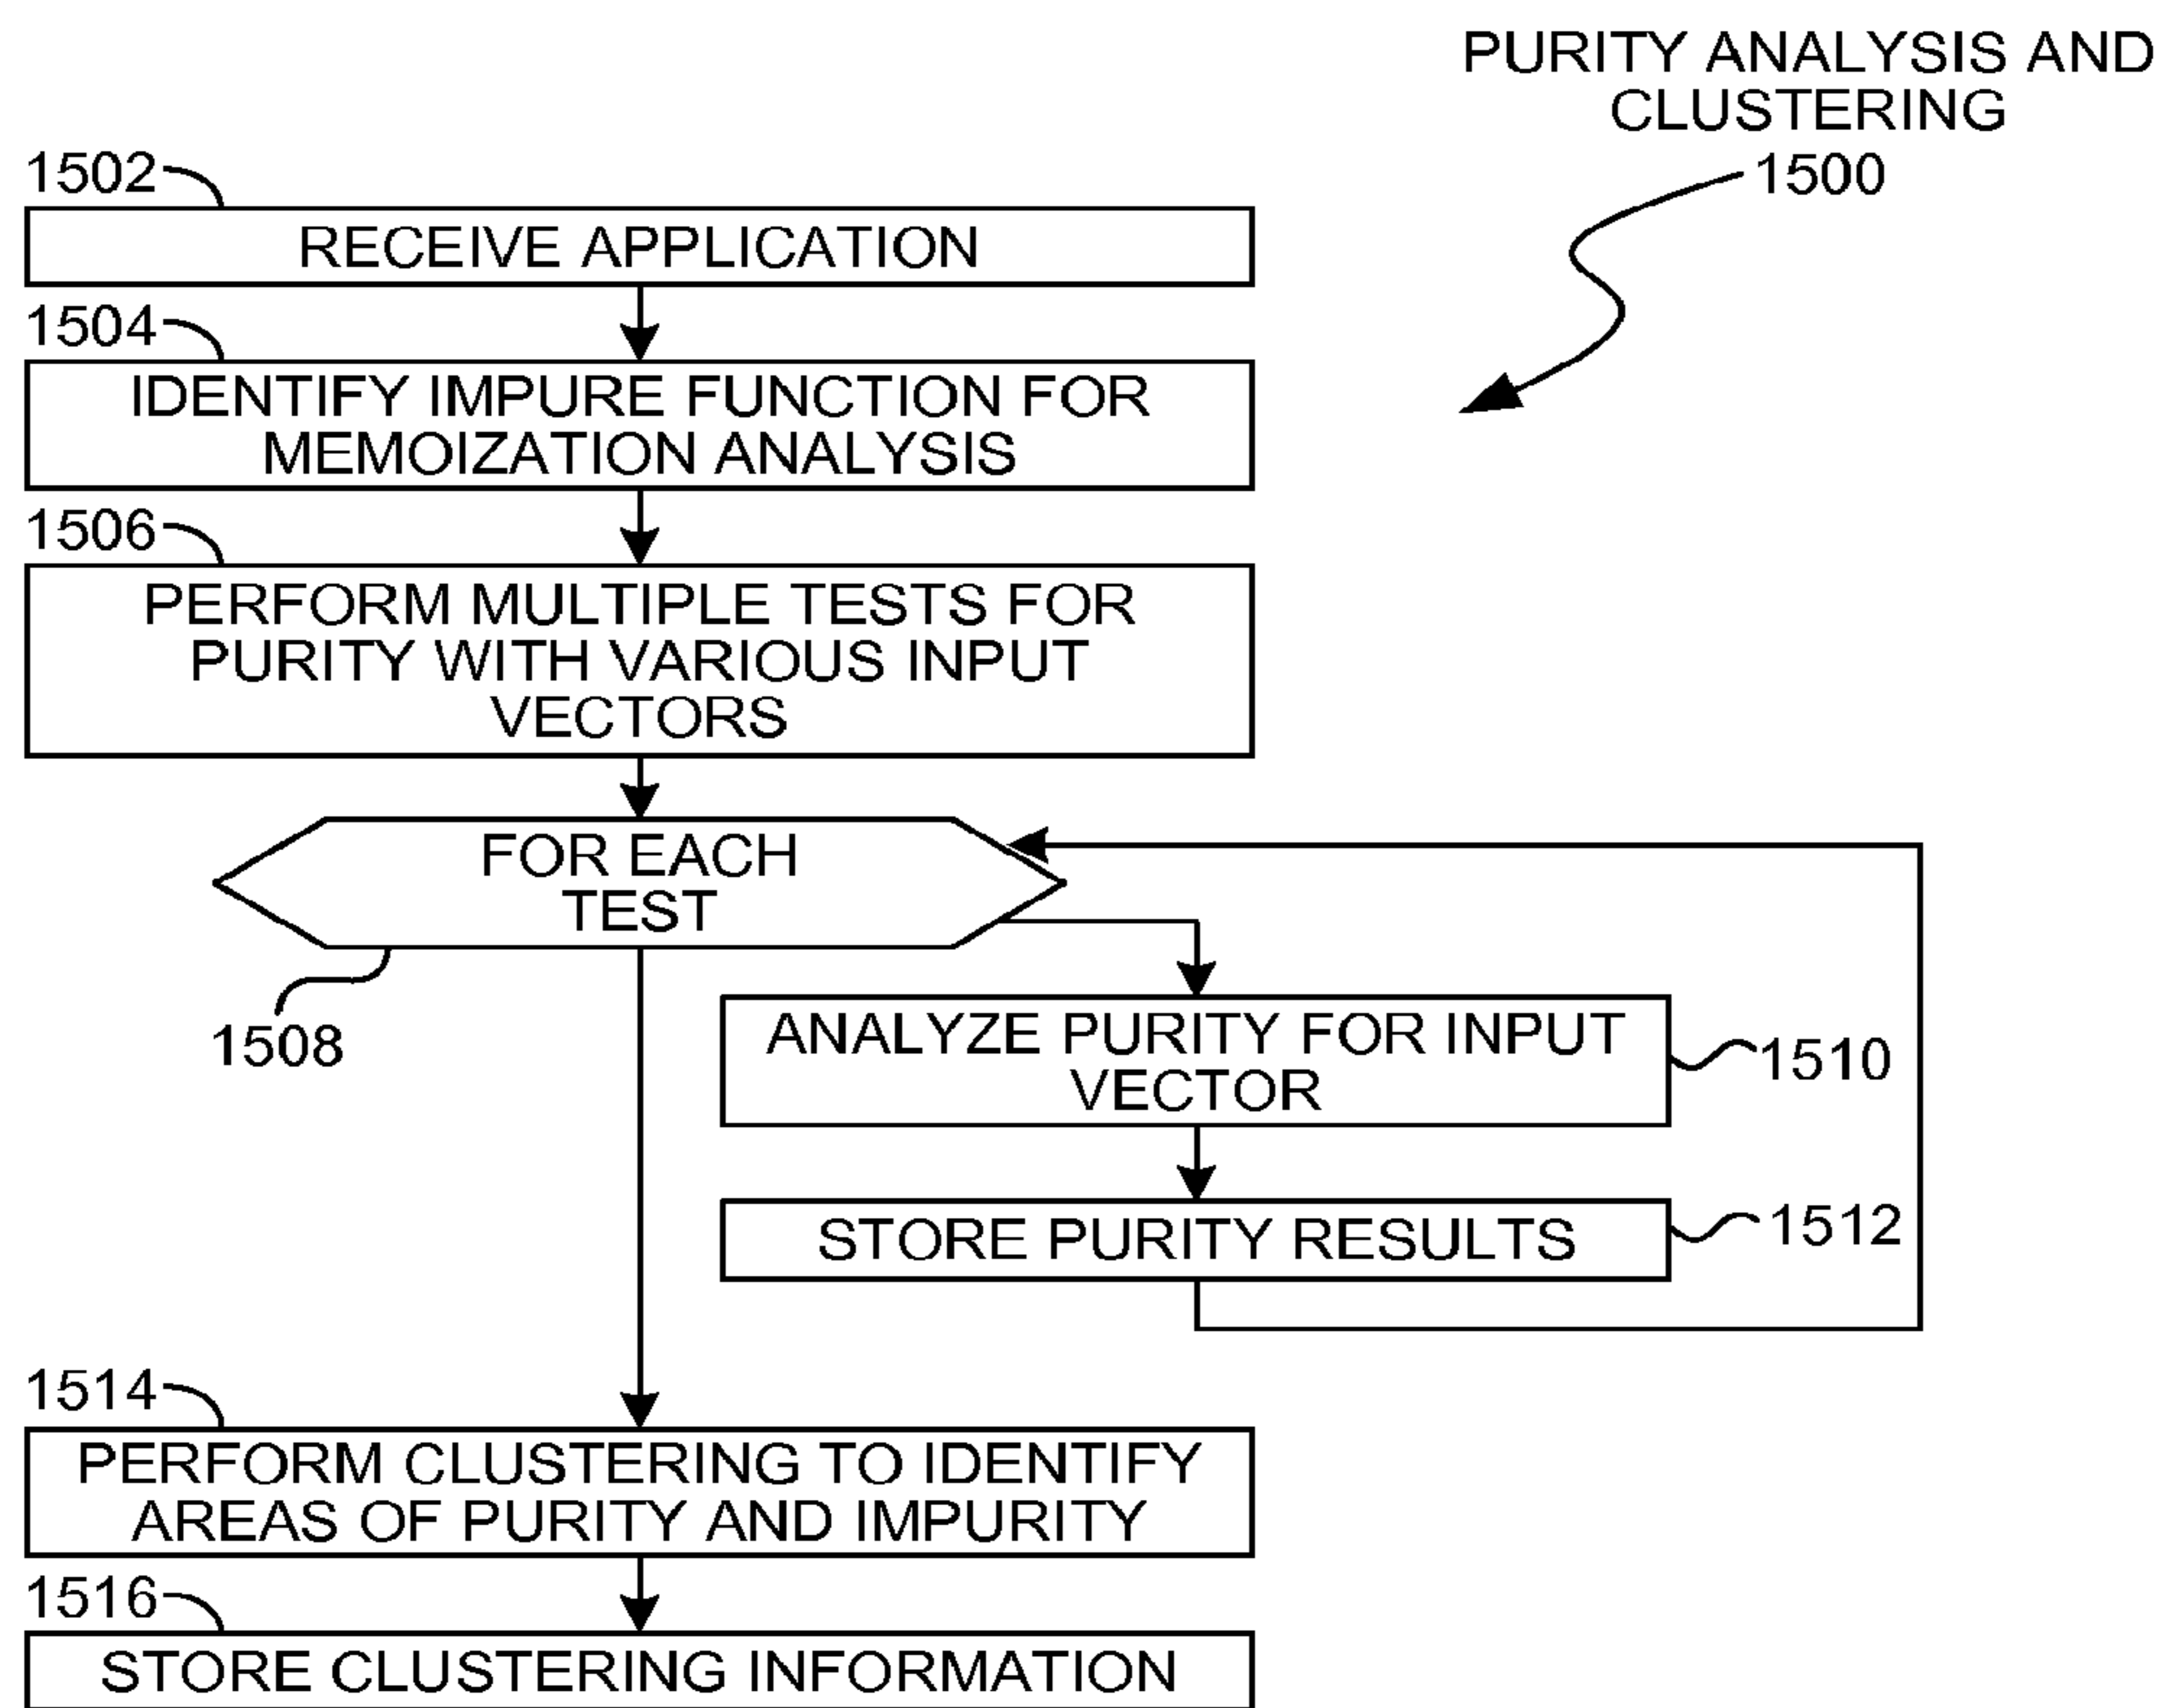 PURITY ANALYSIS AND
CLUSTERING
1500
1502
RECEIVE APPLICATION
1504
IDENTIFY IMPURE FUNCTION FOR
MEMOIZATION ANALYSIS
1506
PERFORM MULTIPLE TESTS FOR
PURITY WITH VARIOUS INPUT
VECTORS
FOR EACH
TEST
1508
ANALYZE PURITY FOR INPUT
VECTOR
1510
STORE PURITY RESULTS
1512
1514
PERFORM CLUSTERING TO IDENTIFY
AREAS OF PURITY AND IMPURITY
1516
STORE CLUSTERING INFORMATION